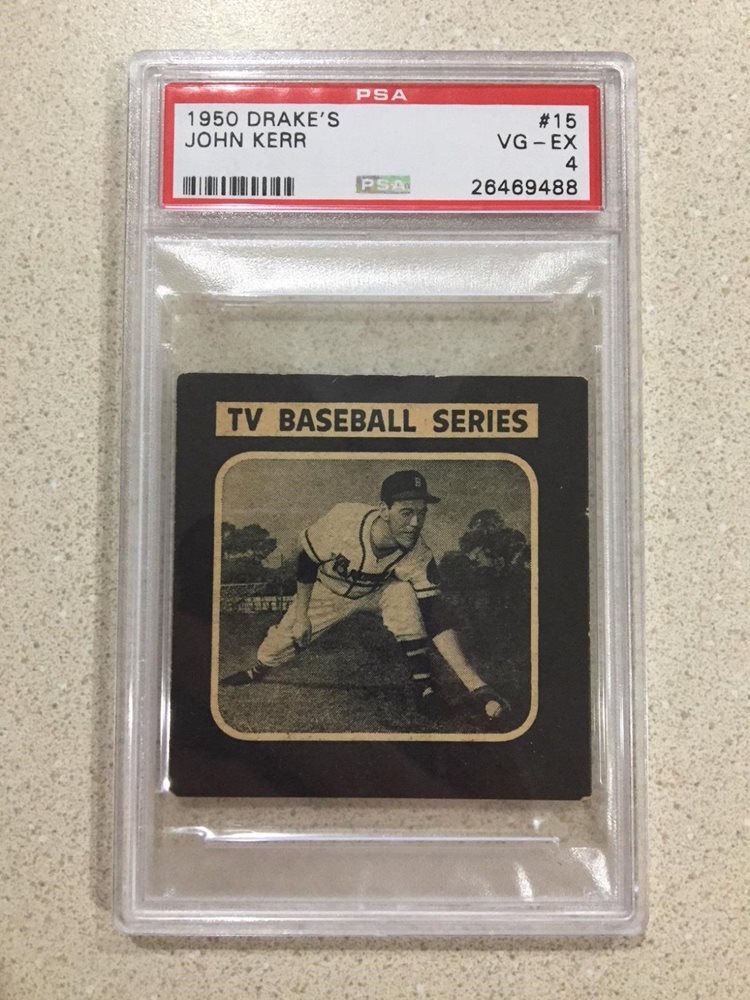 PSA
1950 DRAKE'S #15
JOHN KERR VG - EX
4
PSA 26469488
TV BASEBALL SERIES
B